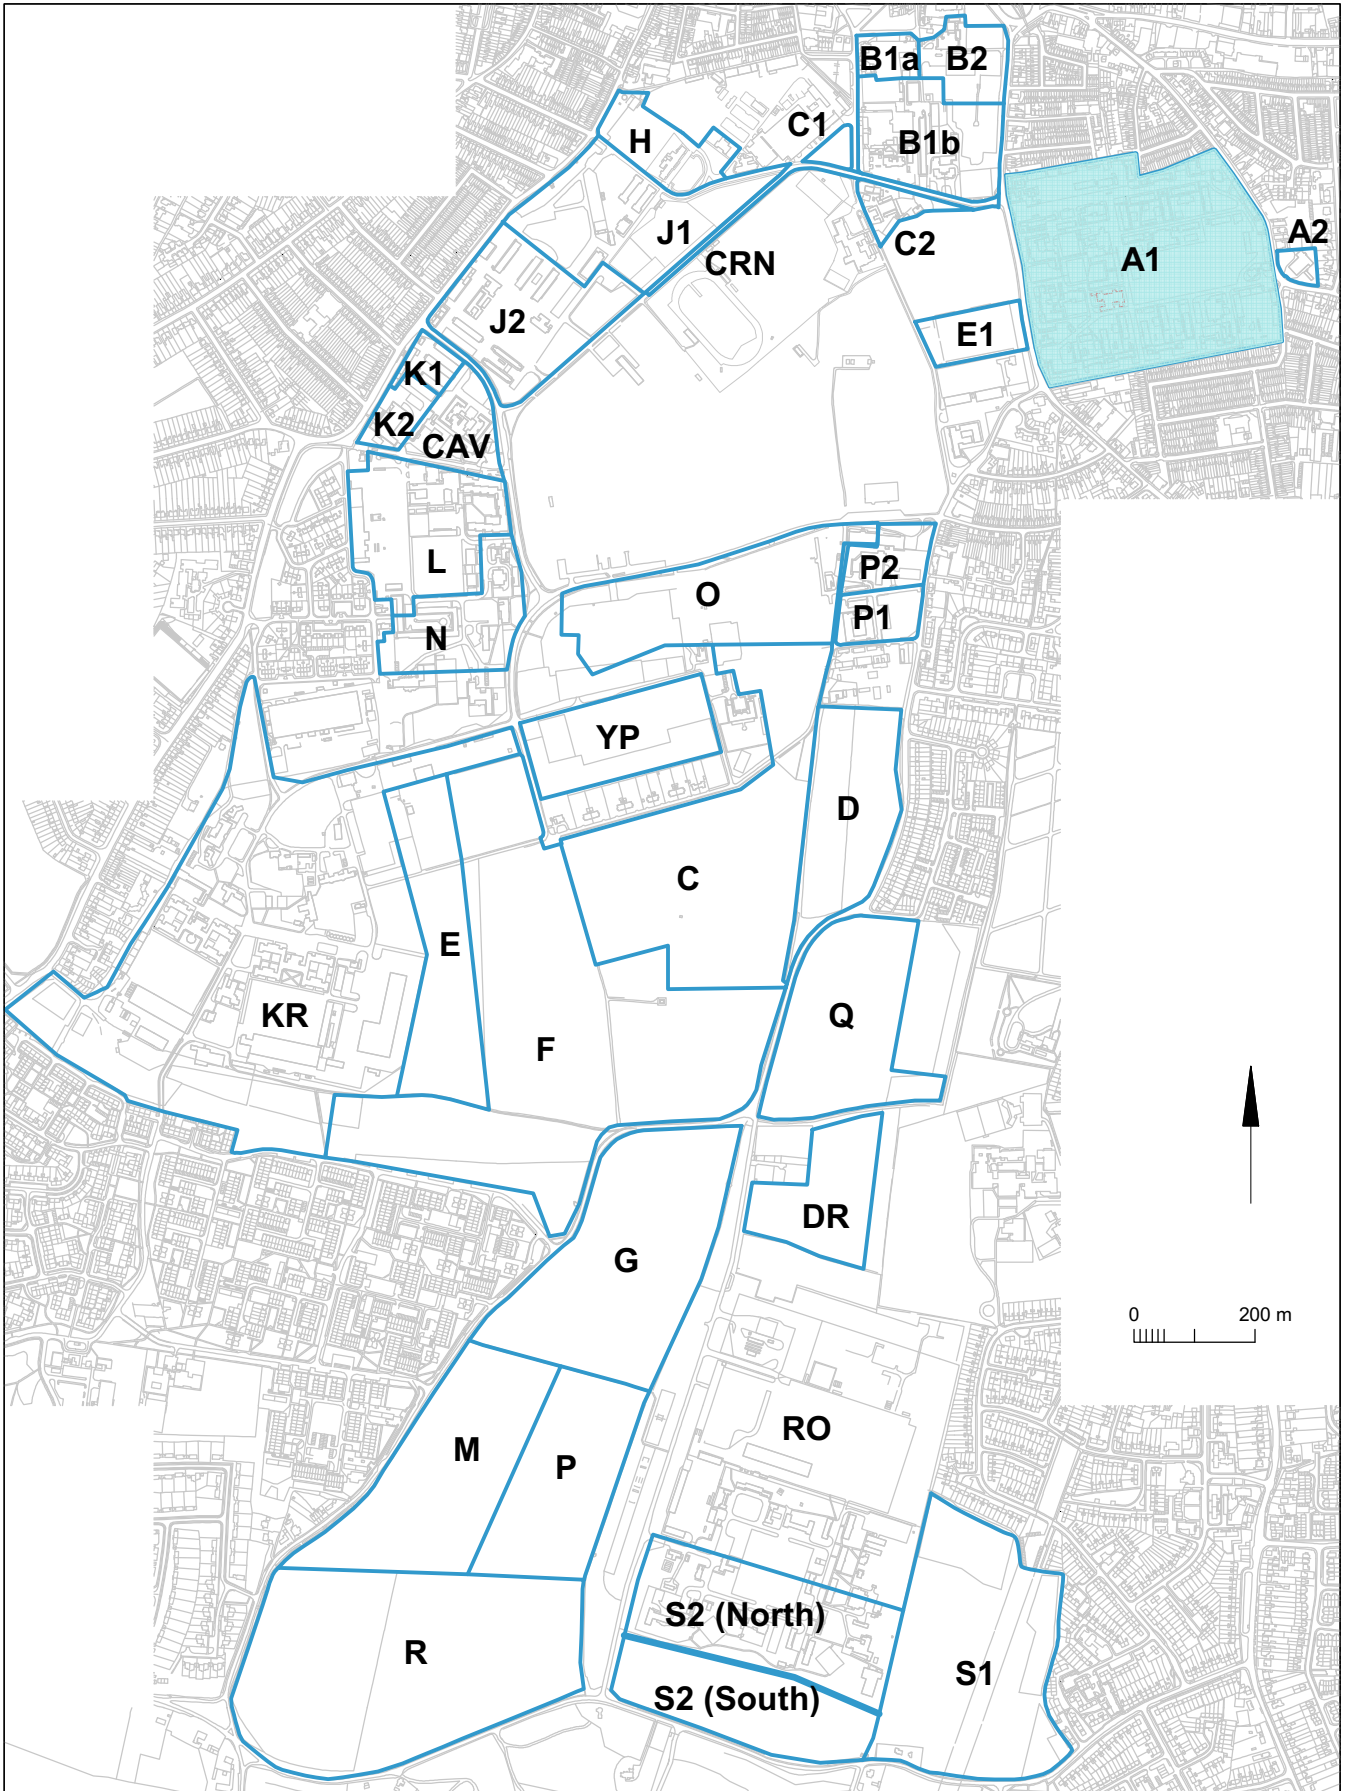 B1a
B2
C1
H
B1b
J1
C2
A2
CRN
A1
J2
E1
K1
K2
CAV
L
P2
O
P1
N
YP
D
C
E
KR
Q
F
DR
G
0
200 m
RO
M
P
S2 (North)
R
S1
S2 (South)